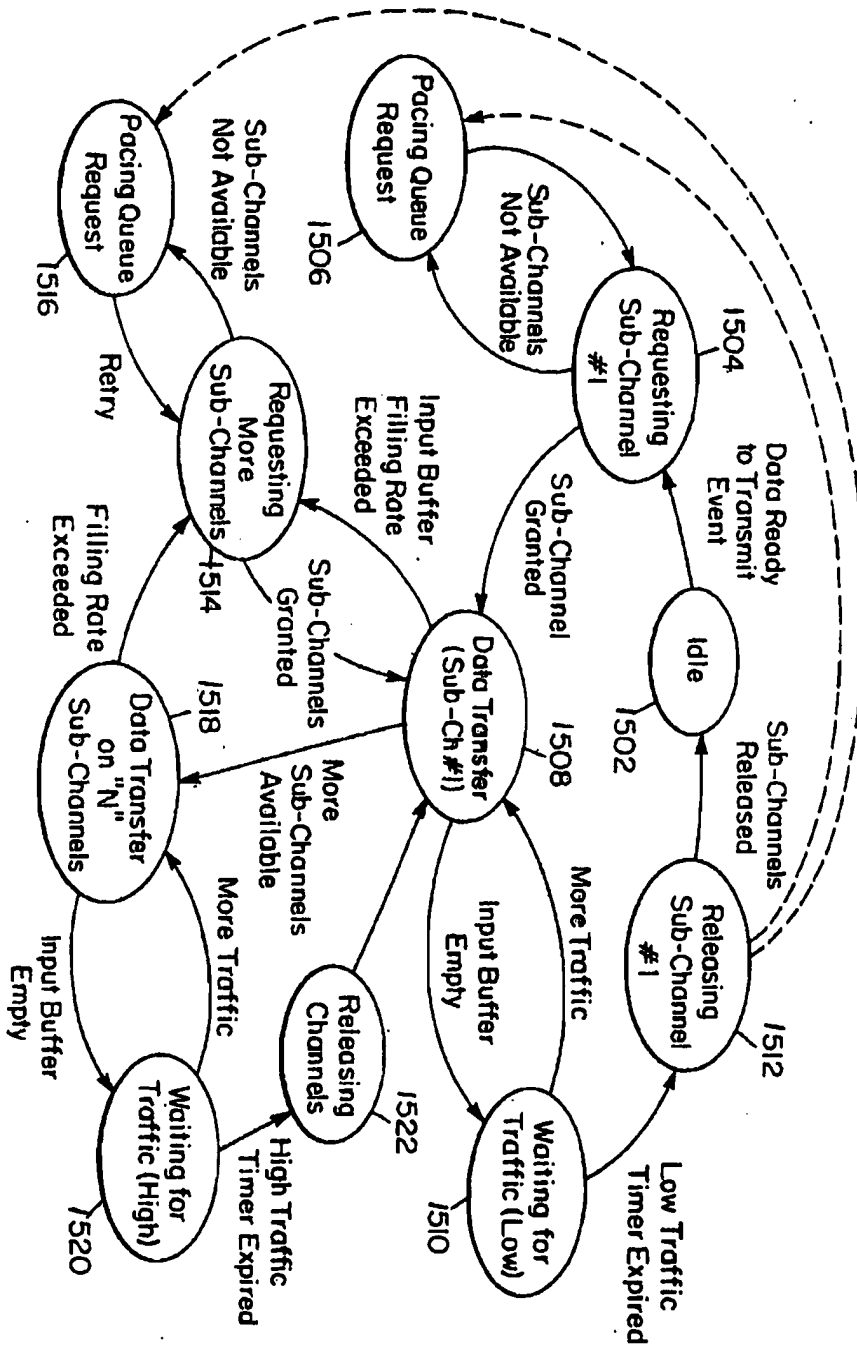 Releasing
Sub-Channel
#1
1512
Sub-Channels
Released
Idle
1502
Data Ready
to Transmit
Event
1504
Requesting
Sub-Channel
#1
Sub-Channels
Not Available
Pacing Queue
Request
1506
Sub-Channel
Granted
Low Traffic
Timer Expired
Waiting for
Traffic (Low)
1510
More Traffic
Input Buffer
Empty
1508
Data Transfer
(Sub-Ch#1))
Input Buffer
Filling Rate
Exceeded
Sub-Channels
Granted
More
Sub-Channels
Available
Releasing
Channels
1522
High Traffic
Timer Expired
Requesting
More
Sub-Channels
1514
Sub-Channels
Not Available
Pacing Queue
Request
1516
Retry
Filling Rate
Exceeded
1518
Data Transfer
on "N"
Sub-Channels
More Traffic
Input Buffer
Empty
Waiting for
Traffic (High)
1520